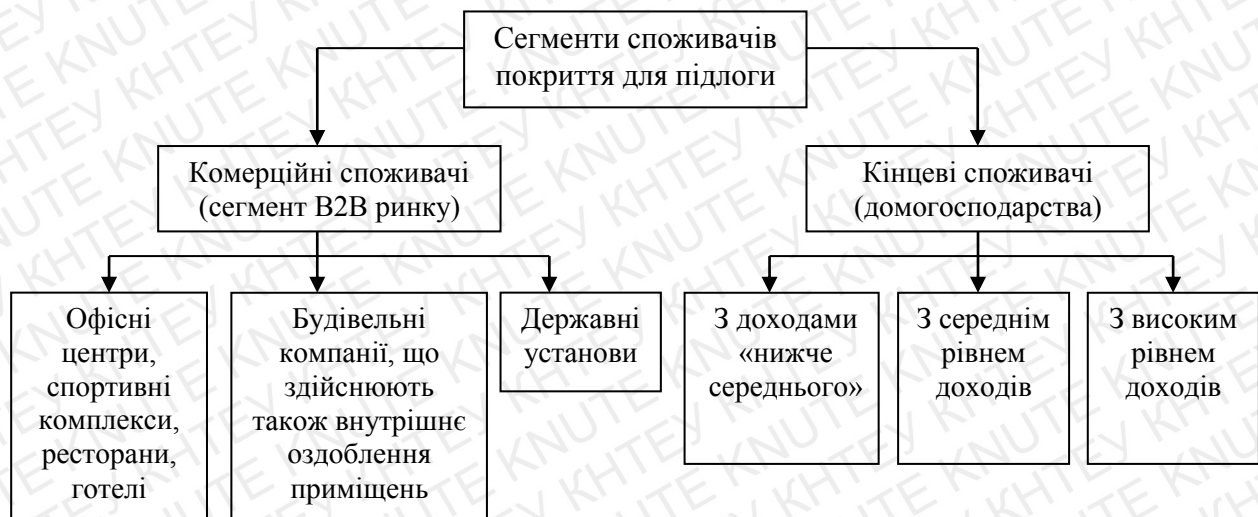 Сегменти споживачів
покриття для підлоги
Комерційні споживачі
(сегмент В2В ринку)
Кінцеві споживачі
(домогосподарства)
Офісні
центри,
спортивні
комплекси,
ресторани,
готелі
Будівельні
компанії, що
здійснюють
також внутрішнє
оздоблення
приміщень
Державні
установи
З доходами
«нижче
середнього»
З середнім
рівнем
доходів
З високим
рівнем
доходів